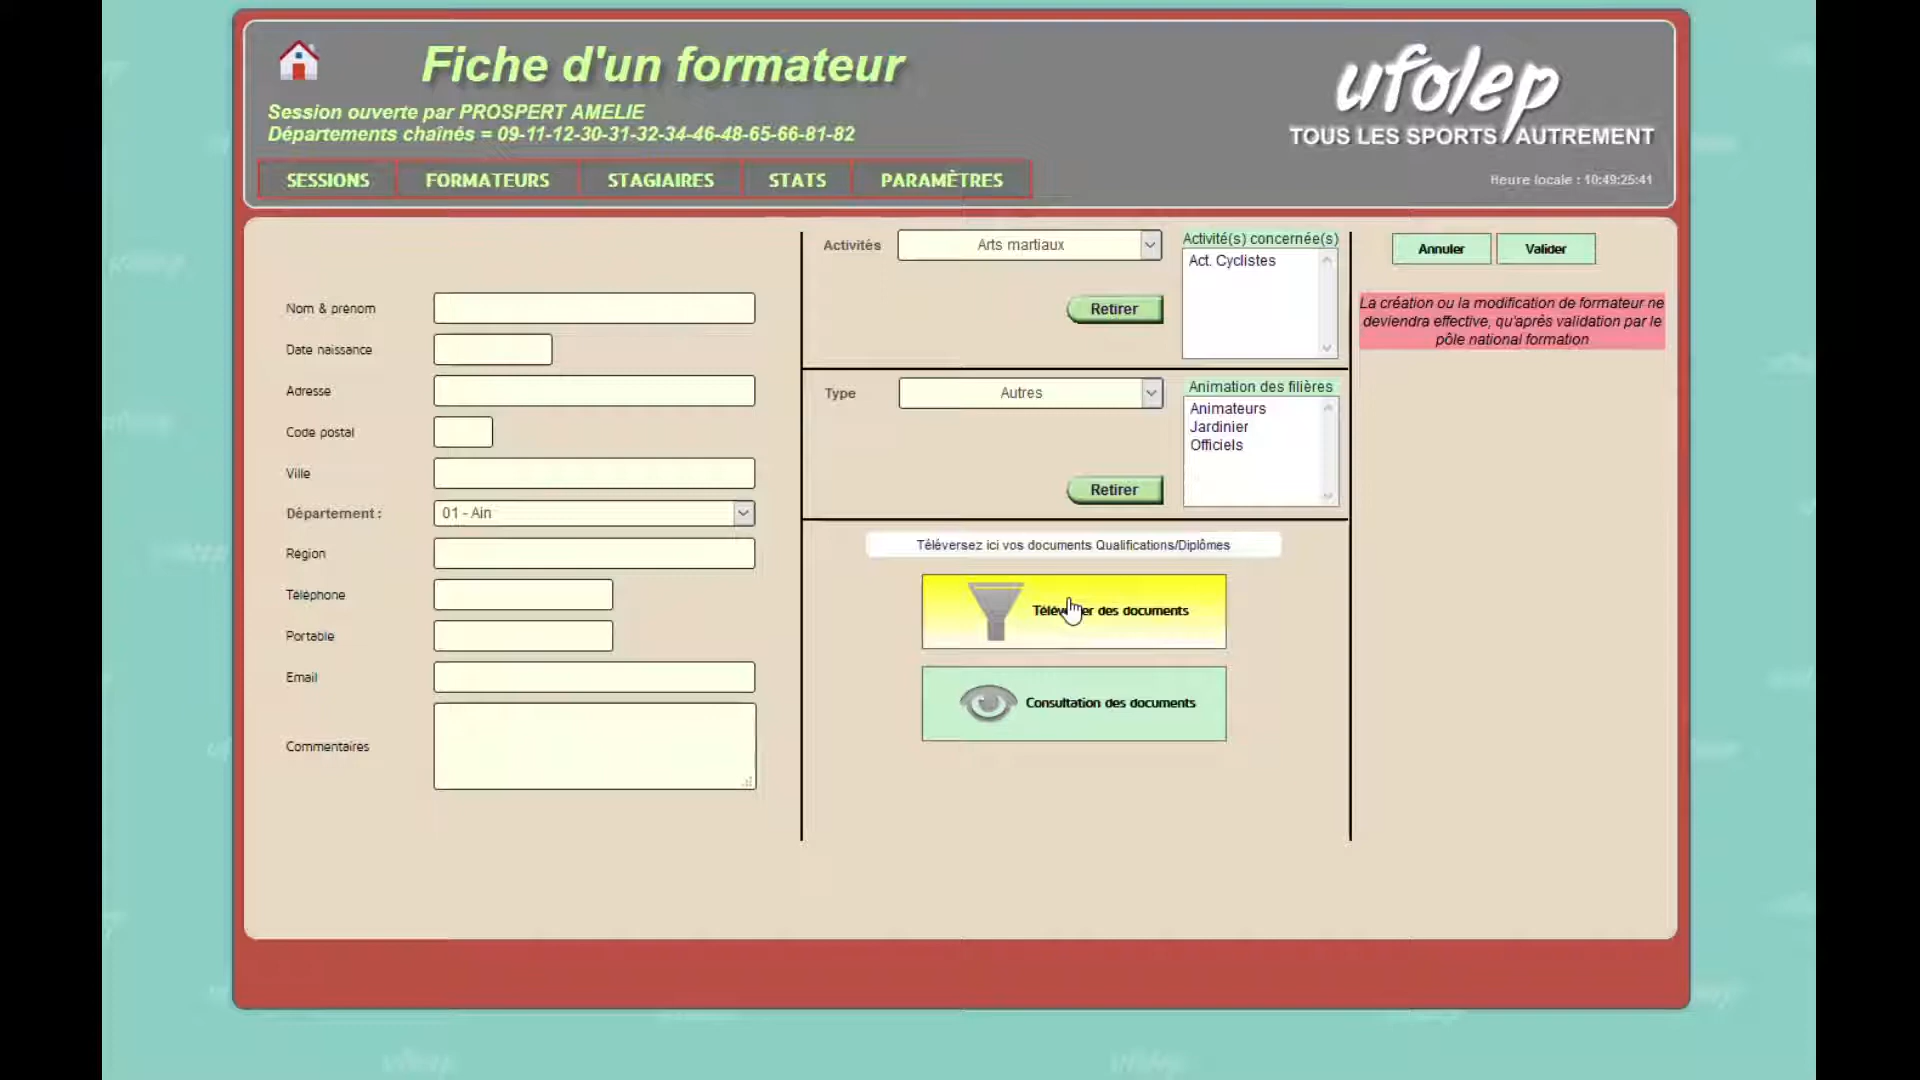 Fiche d'un formateur
Session ouverte par PROSPERT AMELIE
Départements chaînés = 09-11-12-30-31-32-34-46-48-65-66-81-82
ufolep
TOUS LES SPORTS AUTREMENT
SESSIONS
FORMATEURS
STAGIAIRES
STATS
PARAMÈTRES
Heure locale : 10:49:25:41
Nom & prénom
Date naissance
Adresse
Code postal
Ville
Département :
01 - Ain
Région
Téléphone
Portable
Email
Commentaires
Activités
Arts martiaux
Activité(s) concernée(s)
Act. Cyclistes
Retirer
Type
Autres
Animation des filières
Animateurs
Jardinier
Officiels
Retirer
Téléversez ici vos documents Qualifications/Diplômes
Téléverser des documents
Consultation des documents
Annuler
Valider
La création ou la modification de formateur ne
deviendra effective, qu'après validation par le
pôle national formation